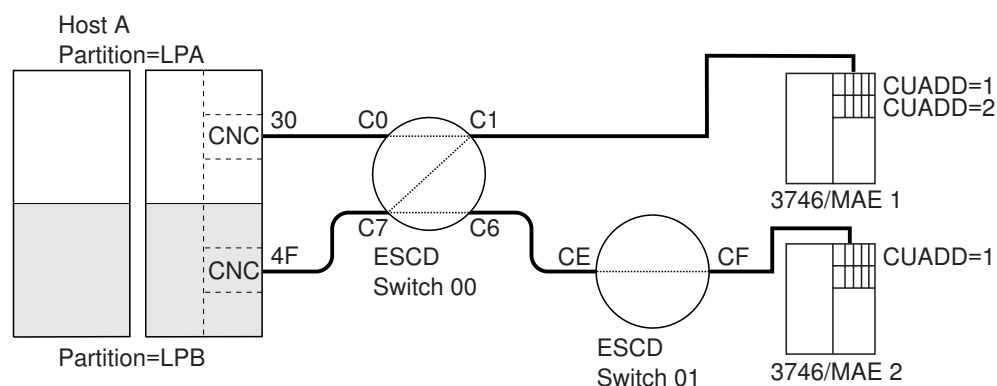 Host A
Partition=LPA
CNC
30
C0
C1
CUADD=1
CUADD=2
3746/MAE 1
C7
C6
CNC
4F
ESCD
Switch 00
CE
CF
CUADD=1
Partition=LPB
ESCD
Switch 01
3746/MAE 2